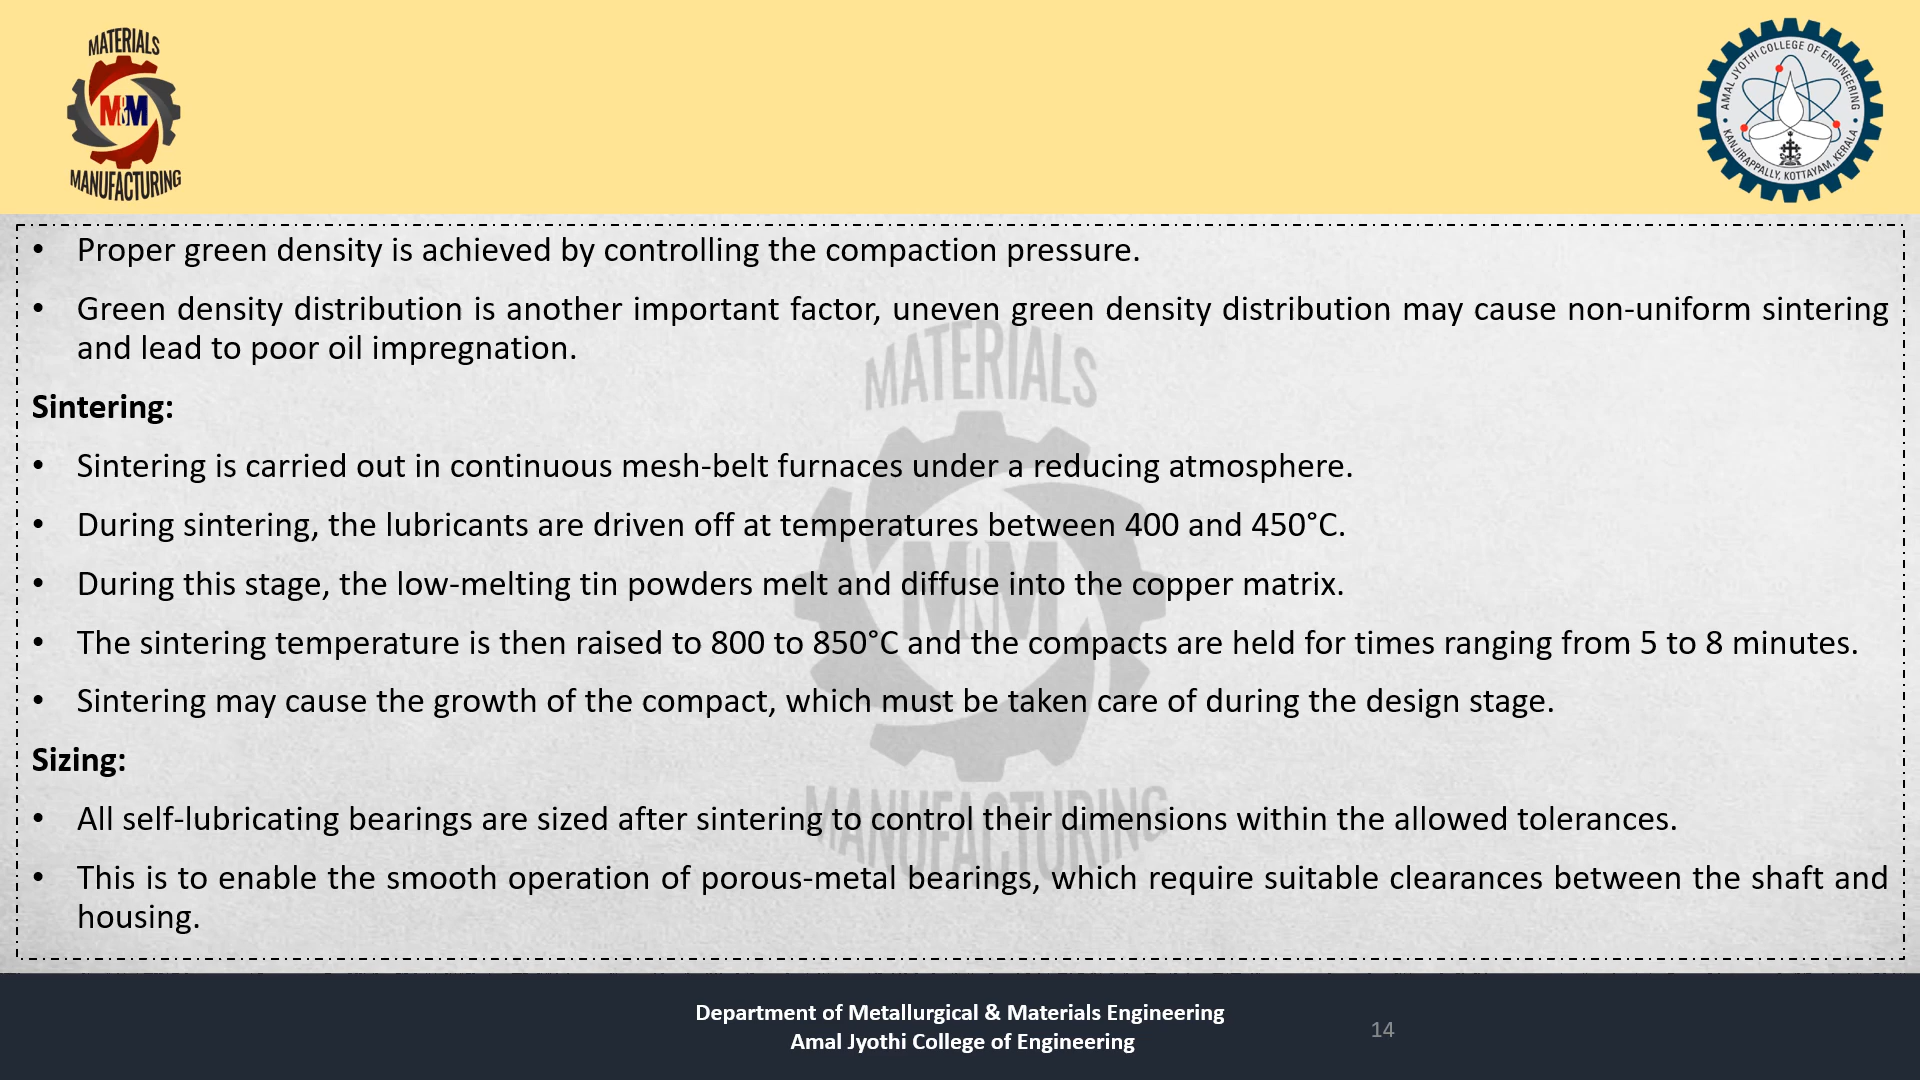 MATERIALS
M&M
MANUFACTURING
AMAL JYOTHI COLLEGE OF ENGINEERING
KANJIRAPPALLY, KOTTAYAM, KERALA
• Proper green density is achieved by controlling the compaction pressure.
• Green density distribution is another important factor, uneven green density distribution may cause non-uniform sintering
and lead to poor oil impregnation.
Sintering:
• Sintering is carried out in continuous mesh-belt furnaces under a reducing atmosphere.
• During sintering, the lubricants are driven off at temperatures between 400 and 450°C.
• During this stage, the low-melting tin powders melt and diffuse into the copper matrix.
• The sintering temperature is then raised to 800 to 850°C and the compacts are held for times ranging from 5 to 8 minutes.
• Sintering may cause the growth of the compact, which must be taken care of during the design stage.
Sizing:
• All self-lubricating bearings are sized after sintering to control their dimensions within the allowed tolerances.
• This is to enable the smooth operation of porous-metal bearings, which require suitable clearances between the shaft and
housing.
MATERIALS
M&M
MANUFACTURING
Department of Metallurgical & Materials Engineering
Amal Jyothi College of Engineering
14